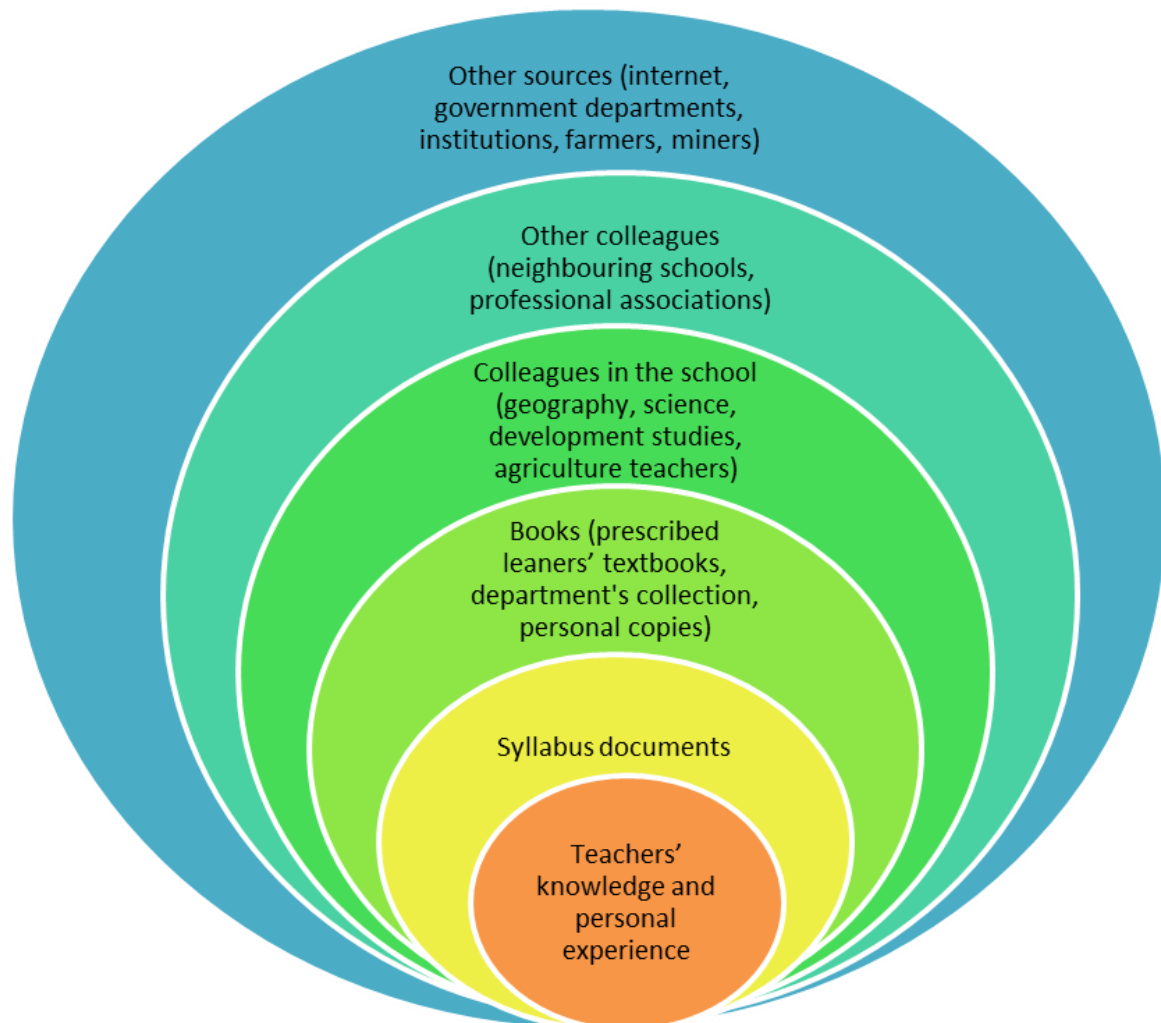 Other sources (internet,
government departments,
institutions, farmers, miners)
Other colleagues
(neighbouring schools,
professional associations)
Colleagues in the school
(geography, science,
development studies,
agriculture teachers)
Books (prescribed
leaners’ textbooks,
department's collection,
personal copies)
Syllabus documents
Teachers’
knowledge and
personal
experience